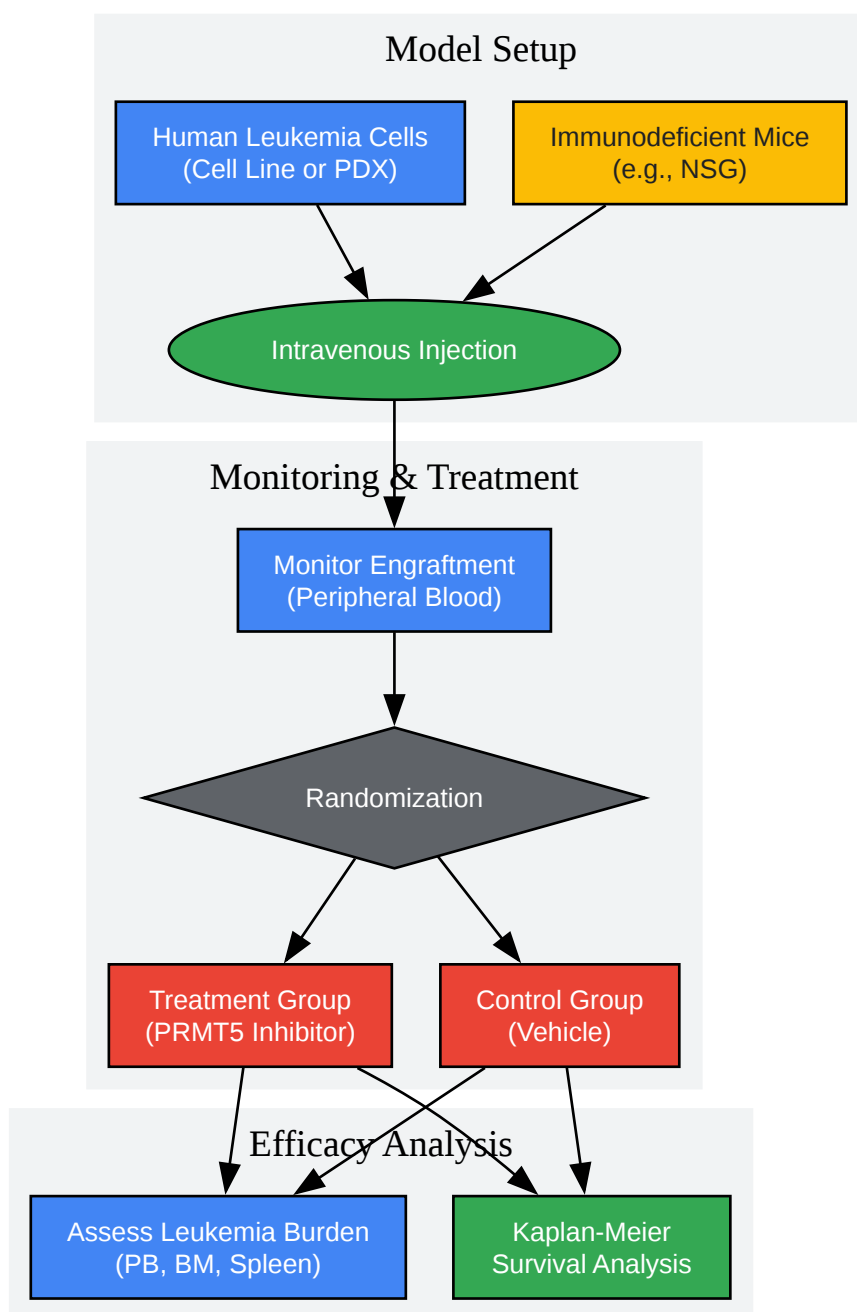 Model Setup
Human Leukemia Cells
(Cell Line or PDX)
Immunodeficient Mice
(e.g., NSG)
Intravenous Injection
Monitoring & Treatment
Monitor Engraftment
(Peripheral Blood)
Randomization
Treatment Group
(PRMT5 Inhibitor)
Control Group
(Vehicle)
Efficacy Analysis
Assess Leukemia Burden
(PB, BM, Spleen)
Kaplan-Meier
Survival Analysis